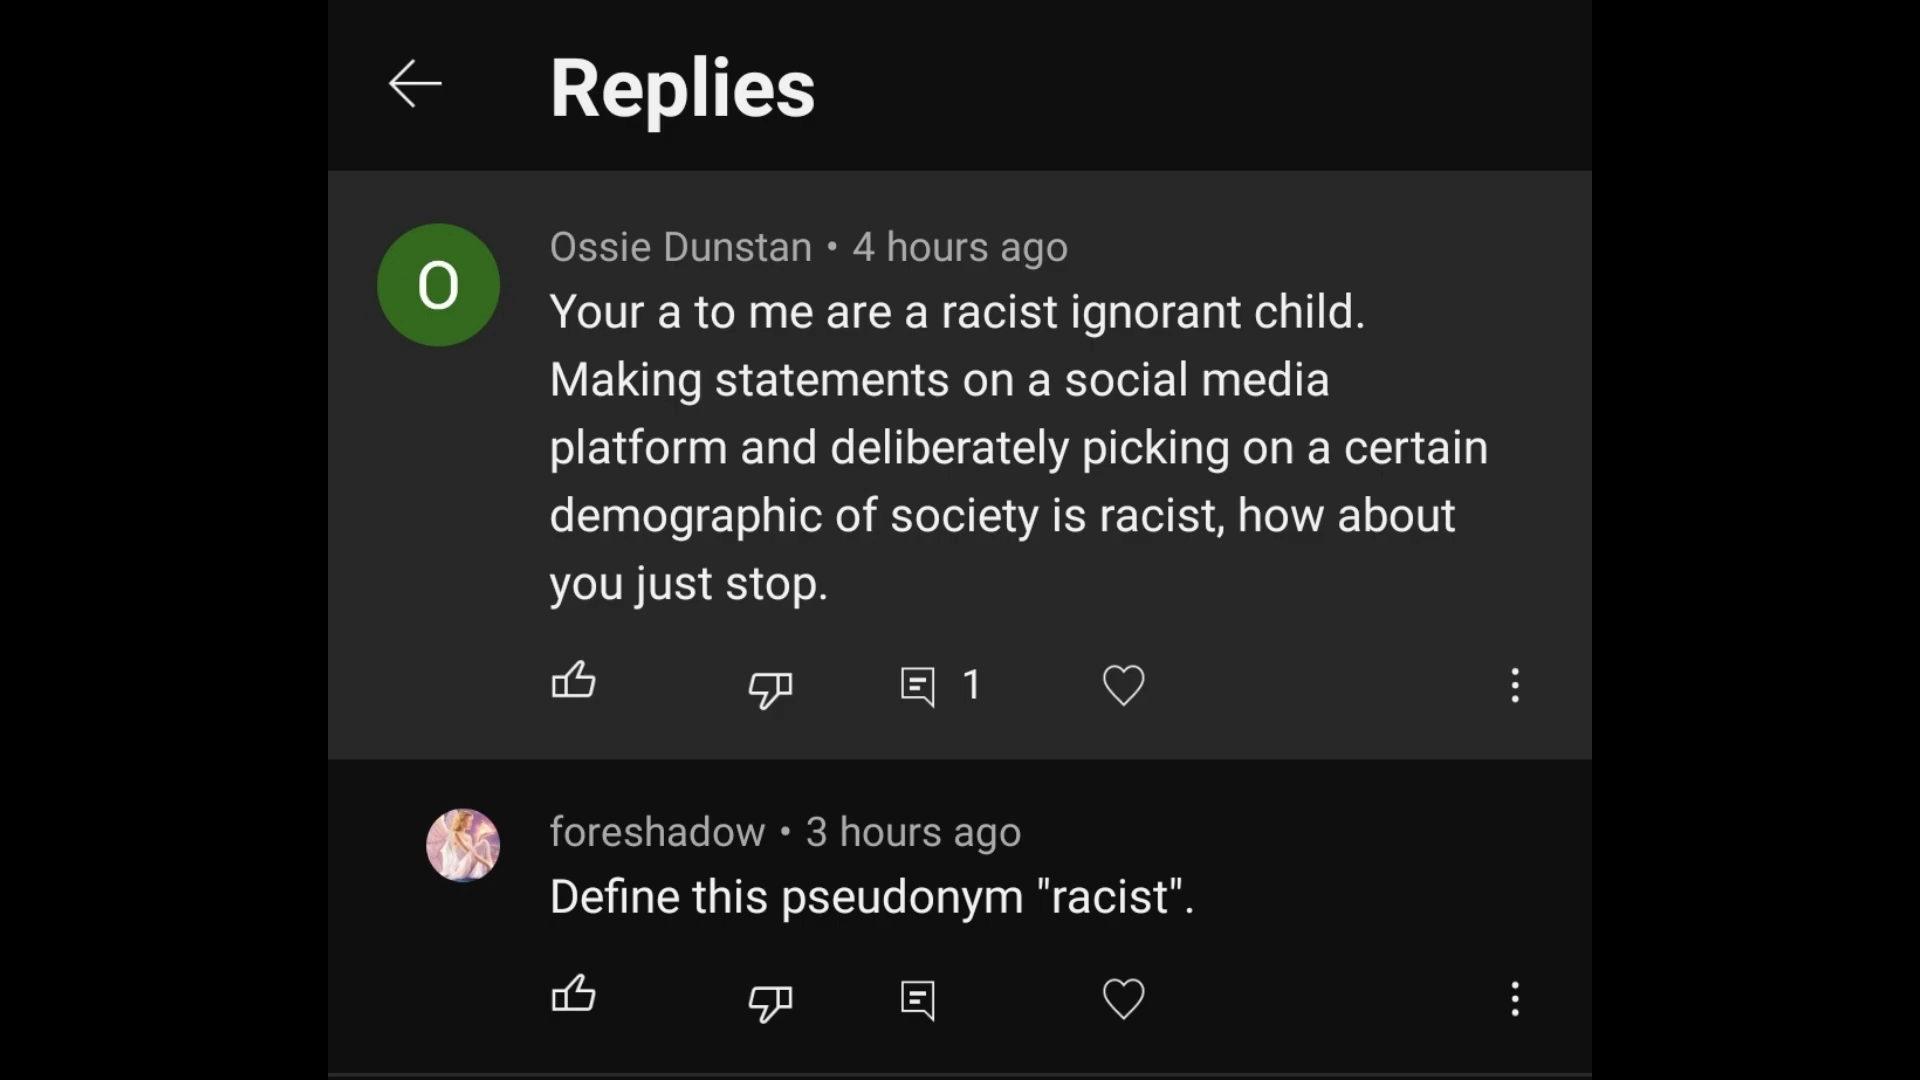 Replies
O
Ossie Dunstan • 4 hours ago
Your a to me are a racist ignorant child.
Making statements on a social media
platform and deliberately picking on a certain
demographic of society is racist, how about
you just stop.
1
foreshadow • 3 hours ago
Define this pseudonym "racist".